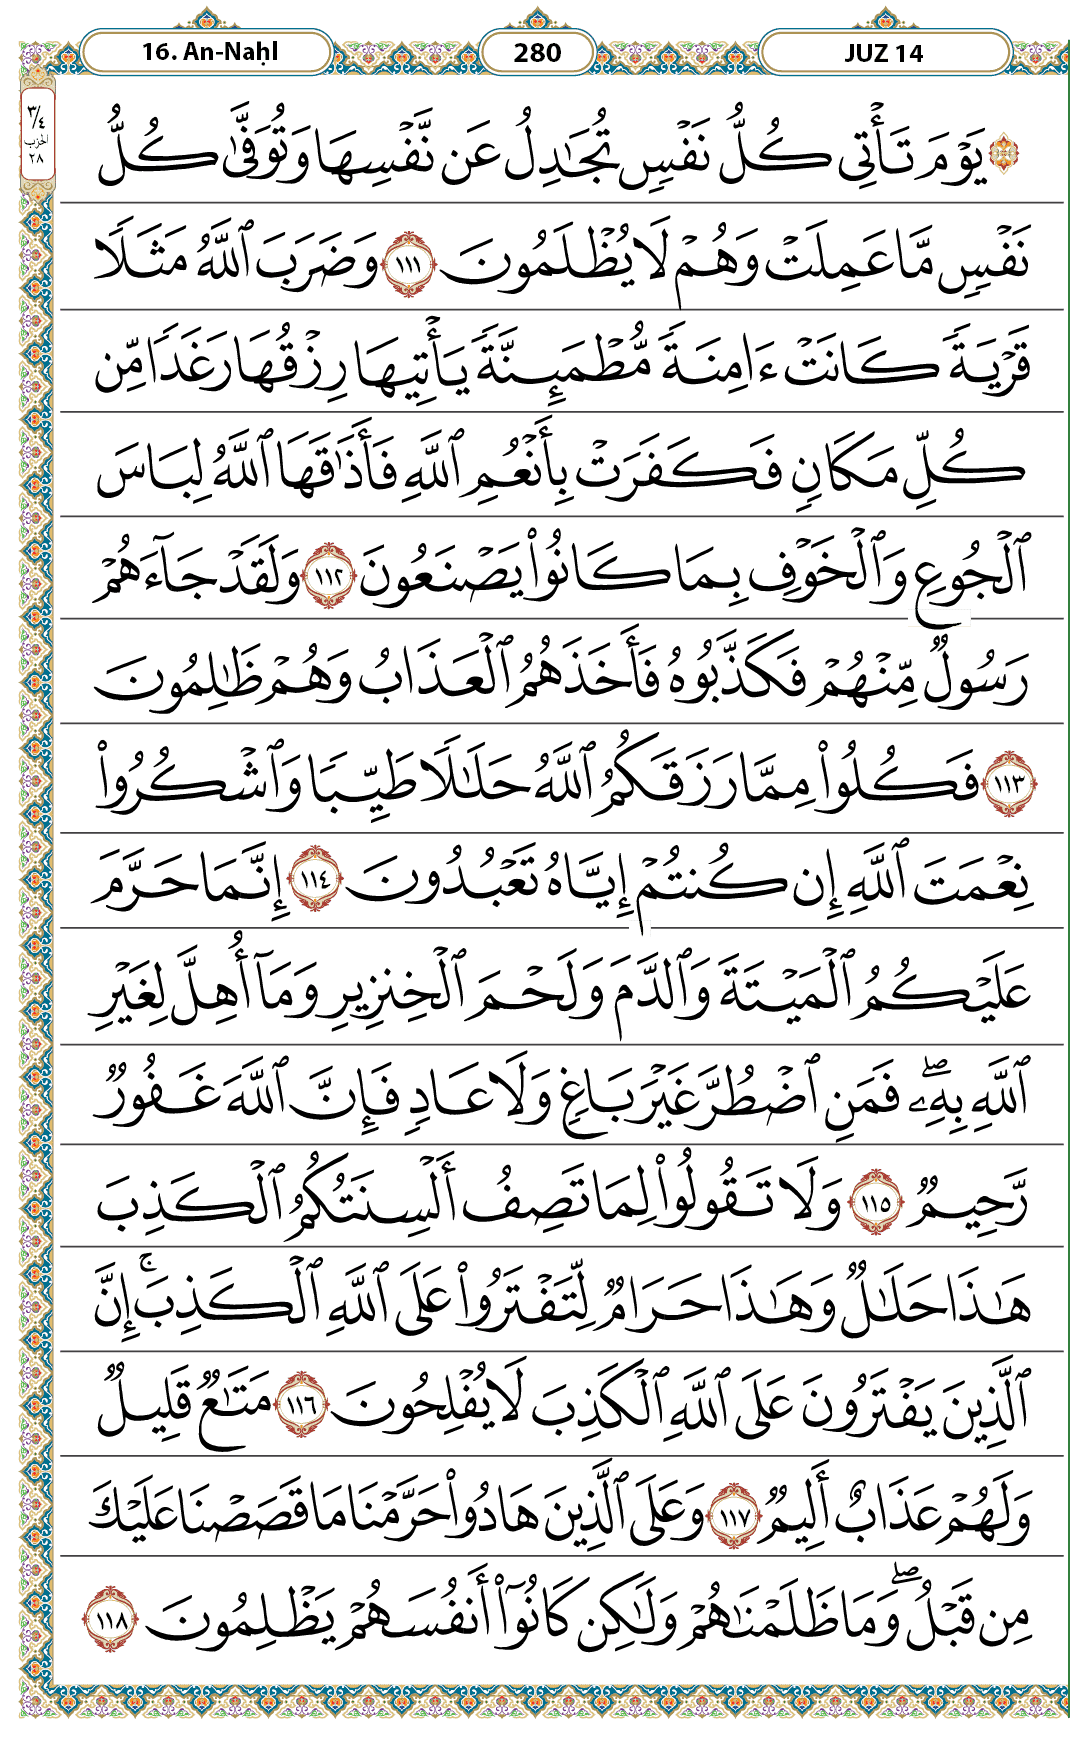 16. An-Naḥl
280
JUZ 14
٣/٤
الحزب
٢٨
۞ يَوْمَ تَأْتِى كُلُّ نَفْسٍ تُجَـٰدِلُ عَن نَّفْسِهَا وَتُوَفَّىٰ كُلُّ
نَفْسٍ مَّا عَمِلَتْ وَهُمْ لَا يُظْلَمُونَ ١١١ وَضَرَبَ ٱللَّهُ مَثَلًا
قَرْيَةً كَانَتْ ءَامِنَةً مُّطْمَئِنَّةً يَأْتِيهَا رِزْقُهَا رَغَدًا مِّن
كُلِّ مَكَانٍ فَكَفَرَتْ بِأَنْعُمِ ٱللَّهِ فَأَذَٰقَهَا ٱللَّهُ لِبَاسَ
ٱلْجُوعِ وَٱلْخَوْفِ بِمَا كَانُوا۟ يَصْنَعُونَ ١١٢ وَلَقَدْ جَآءَهُمْ
رَسُولٌ مِّنْهُمْ فَكَذَّبُوهُ فَأَخَذَهُمُ ٱلْعَذَابُ وَهُمْ ظَـٰلِمُونَ
١١٣ فَكُلُوا۟ مِمَّا رَزَقَكُمُ ٱللَّهُ حَلَـٰلًا طَيِّبًا وَٱشْكُرُوا۟
نِعْمَتَ ٱللَّهِ إِن كُنتُمْ إِيَّاهُ تَعْبُدُونَ ١١٤ إِنَّمَا حَرَّمَ
عَلَيْكُمُ ٱلْمَيْتَةَ وَٱلدَّمَ وَلَحْمَ ٱلْخِنزِيرِ وَمَآ أُهِلَّ لِغَيْرِ
ٱللَّهِ بِهِۦ ۖ فَمَنِ ٱضْطُرَّ غَيْرَ بَاغٍ وَلَا عَادٍ فَإِنَّ ٱللَّهَ غَفُورٌ
رَّحِيمٌ ١١٥ وَلَا تَقُولُوا۟ لِمَا تَصِفُ أَلْسِنَتُكُمُ ٱلْكَذِبَ
هَـٰذَا حَلَـٰلٌ وَهَـٰذَا حَرَامٌ لِّتَفْتَرُوا۟ عَلَى ٱللَّهِ ٱلْكَذِبَ ۚ إِنَّ
ٱلَّذِينَ يَفْتَرُونَ عَلَى ٱللَّهِ ٱلْكَذِبَ لَا يُفْلِحُونَ ١١٦ مَتَـٰعٌ قَلِيلٌ
وَلَهُمْ عَذَابٌ أَلِيمٌ ١١٧ وَعَلَى ٱلَّذِينَ هَادُوا۟ حَرَّمْنَا مَا قَصَصْنَا عَلَيْكَ
مِن قَبْلُ ۖ وَمَا ظَلَمْنَـٰهُمْ وَلَـٰكِن كَانُوٓا۟ أَنفُسَهُمْ يَظْلِمُونَ ١١٨